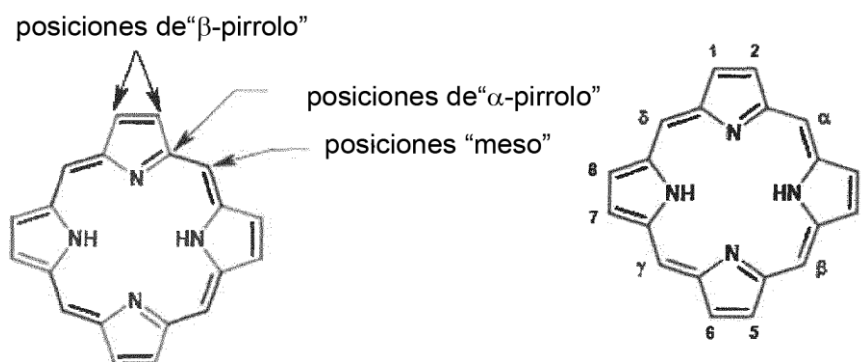 posiciones de“β-pirrolo”
posiciones de“α-pirrolo”
posiciones “meso”
N
NH
HN
N
1 2
δ α
N
8
NH HN
7
N
γ β
6 5